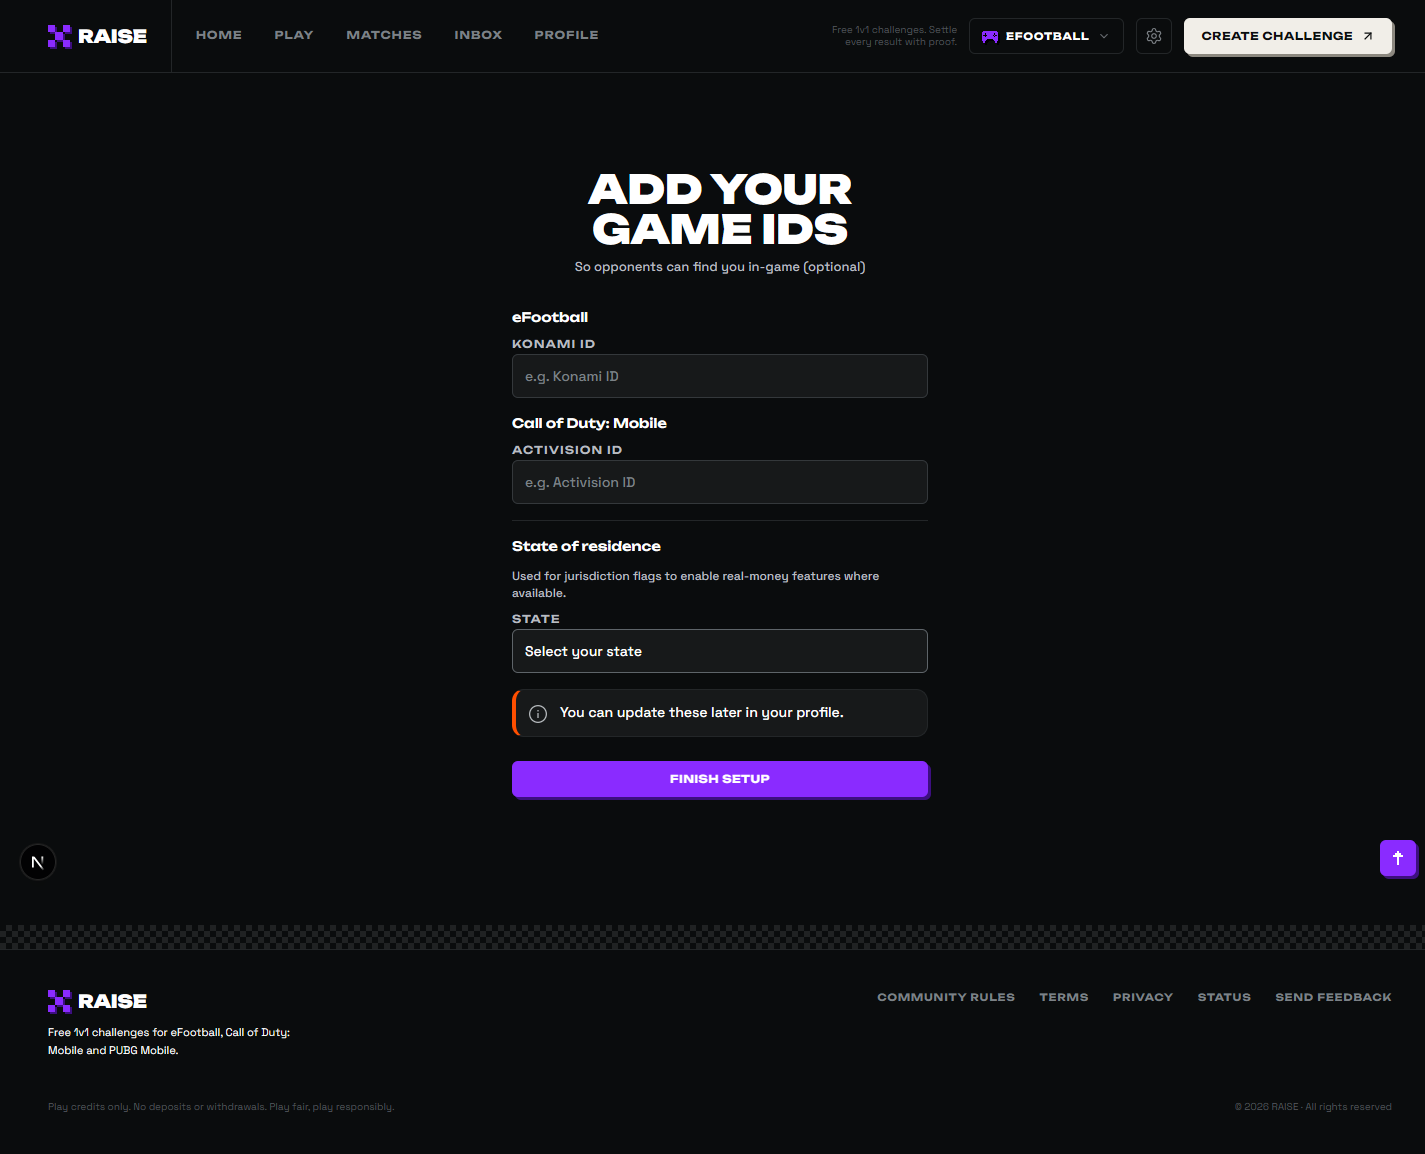 RAISE
HOME
PLAY
MATCHES
INBOX
PROFILE
Free 1v1 challenges. Settle
every result with proof.
EFOOTBALL
CREATE CHALLENGE
ADD YOUR
GAME IDS
So opponents can find you in-game (optional)
eFootball
KONAMI ID
e.g. Konami ID
Call of Duty: Mobile
ACTIVISION ID
e.g. Activision ID
State of residence
Used for jurisdiction flags to enable real-money features where
available.
STATE
Select your state
You can update these later in your profile.
FINISH SETUP
N
RAISE
COMMUNITY RULES
TERMS
PRIVACY
STATUS
SEND FEEDBACK
Free 1v1 challenges for eFootball, Call of Duty:
Mobile and PUBG Mobile.
Play credits only. No deposits or withdrawals. Play fair, play responsibly.
© 2026 RAISE · All rights reserved